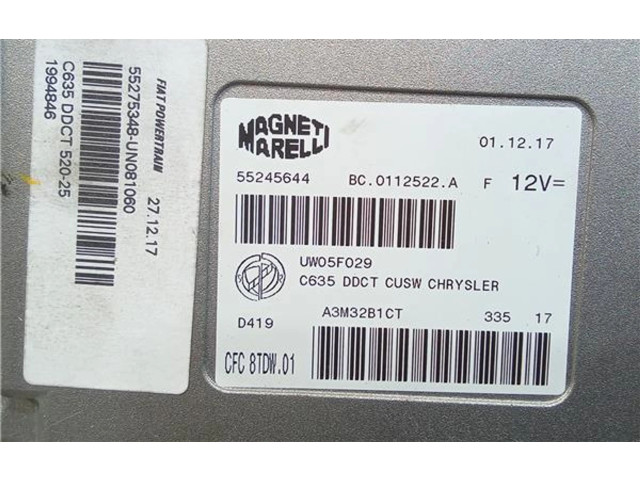 FIAT POWERTRAIN 27.12.17
55275348-UN081060
C635 DDCT 520-25
1994846
MAGNETI
MARELLI
01.12.17
55245644 BC.0112522.A F 12V=
UW05F029
C635 DDCT CUSW CHRYSLER
D419 A3M32B1CT 335 17
CFC 8TDW.01